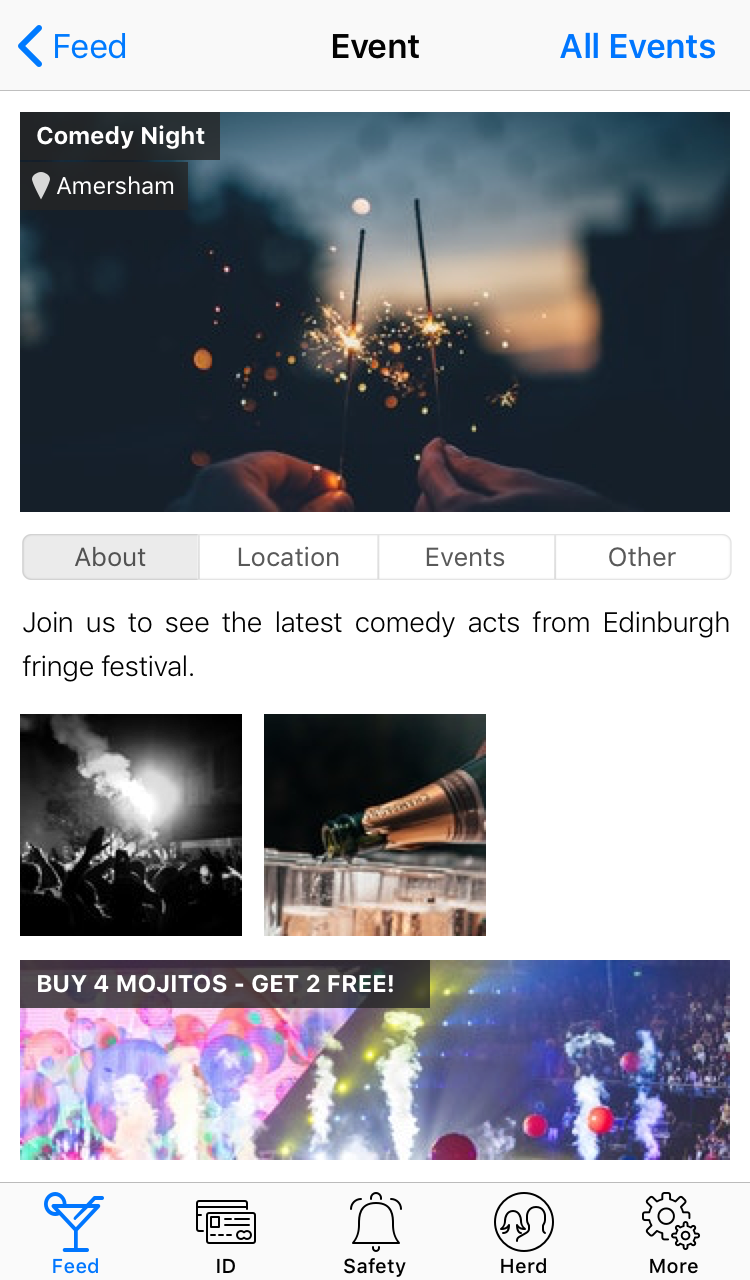 Feed
Event
All Events
Comedy Night
Amersham
About
Location
Events
Other
Join us to see the latest comedy acts from Edinburgh
fringe festival.
BUY 4 MOJITOS - GET 2 FREE!
Feed
ID
Safety
Herd
More